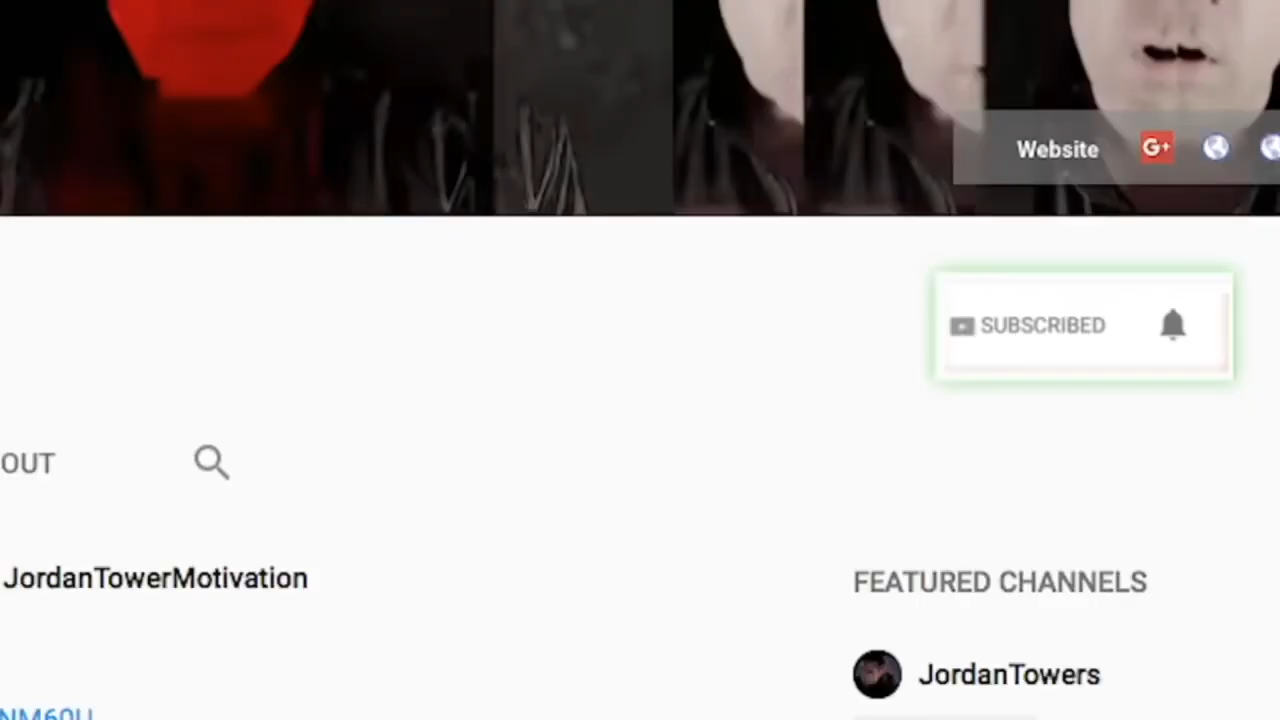 Website G+
SUBSCRIBED
OUT
JordanTowerMotivation
FEATURED CHANNELS
JordanTowers